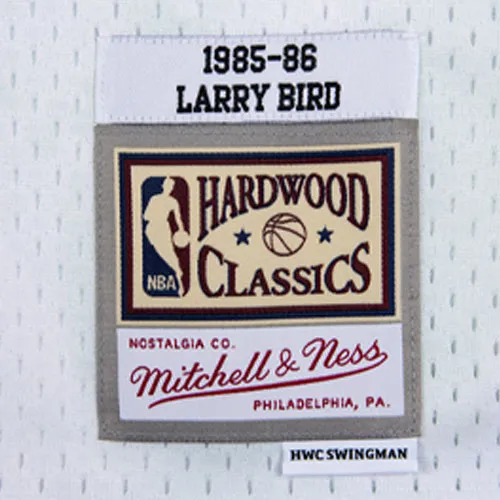 1985-86
LARRY BIRD
HARDWOOD
CLASSICS
NBA
NOSTALGIA CO.
Mitchell & Ness
PHILADELPHIA, PA.
HWC SWINGMAN